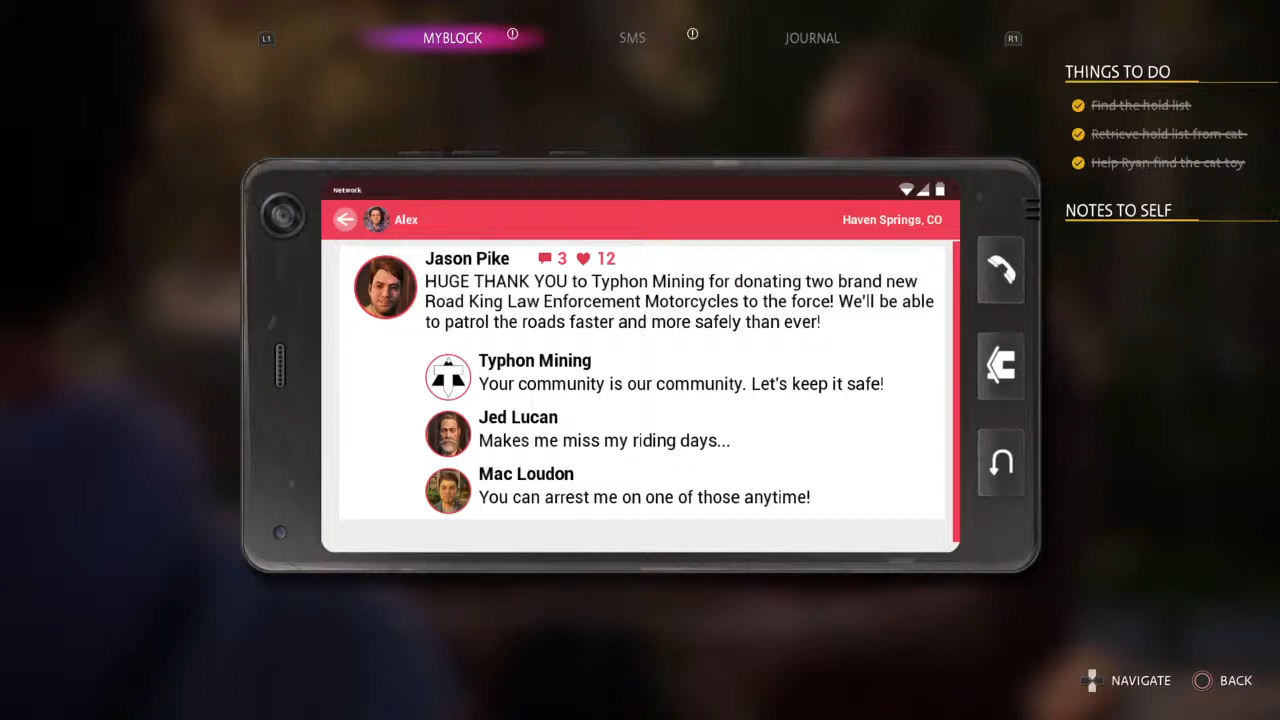 L1
MYBLOCK
SMS
JOURNAL
R1
THINGS TO DO
Find the hold list
Retrieve hold list from cat
Help Ryan find the cat toy
NOTES TO SELF
Network
Alex
Haven Springs, CO
Jason Pike 3 12
HUGE THANK YOU to Typhon Mining for donating two brand new
Road King Law Enforcement Motorcycles to the force! We'll be able
to patrol the roads faster and more safely than ever!
Typhon Mining
Your community is our community. Let's keep it safe!
Jed Lucan
Makes me miss my riding days...
Mac Loudon
You can arrest me on one of those anytime!
NAVIGATE
BACK